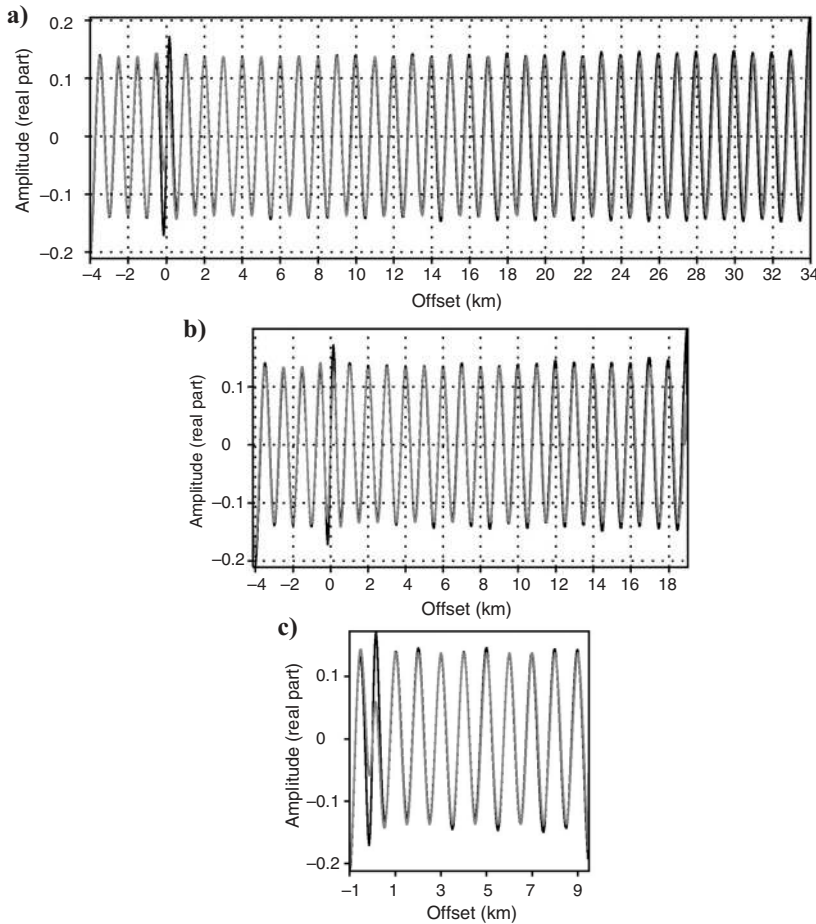 a)
0.2
0.1
0
−0.1
−0.2
Amplitude (real part)
−4 −2 0 2 4 6 8 10 12 14 16 18 20 22 24 26 28 30 32 34
Offset (km)
b)
0.1
0
−0.1
−0.2
Amplitude (real part)
−4 −2 0 2 4 6 8 10 12 14 16 18
Offset (km)
c)
0.1
0
−0.1
−0.2
Amplitude (real part)
−1 1 3 5 7 9
Offset (km)